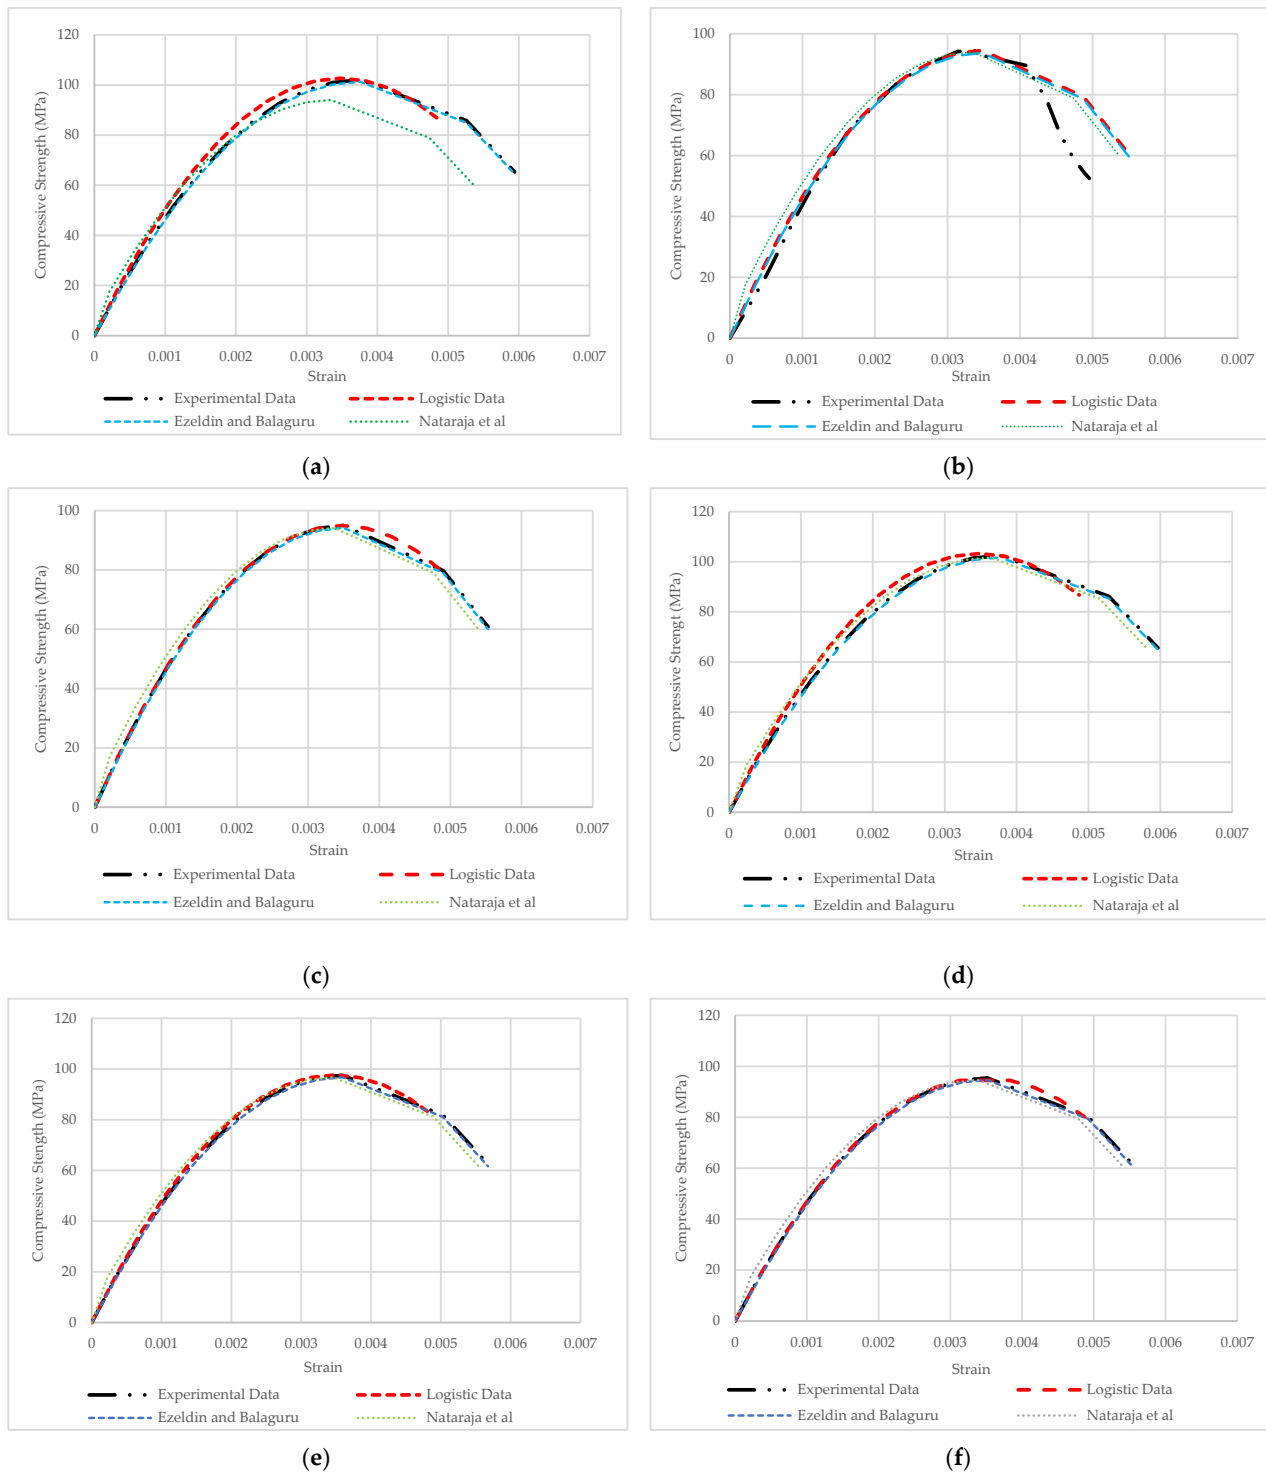 120
100
80
60
40
20
0
Compressive Strength (MPa)
0 0.001 0.002 0.003 0.004 0.005 0.006 0.007
Strain
Experimental Data Logistic Data
Ezeldin and Balaguru Nataraja et al
(a)
100
80
60
40
20
0
Compressive Strength (MPa)
0 0.001 0.002 0.003 0.004 0.005 0.006 0.007
Strain
Experimental Data Logistic Data
Ezeldin and Balaguru Nataraja et al
(b)
100
80
60
40
20
0
Compressive Strength (MPa)
0 0.001 0.002 0.003 0.004 0.005 0.006 0.007
Strain
Experimental Data Logistic Data
Ezeldin and Balaguru Nataraja et al
(c)
120
100
80
60
40
20
0
Compressive Strengt (MPa)
0 0.001 0.002 0.003 0.004 0.005 0.006 0.007
Strain
Experimental Data Logistic Data
Ezeldin and Balaguru Nataraja et al
(d)
120
100
80
60
40
20
0
Compressive Stength (MPa)
0 0.001 0.002 0.003 0.004 0.005 0.006 0.007
Strain
Experimental Data Logistic Data
Ezeldin and Balaguru Nataraja et al
(e)
120
100
80
60
40
20
0
Compressive Strength (MPa)
0 0.001 0.002 0.003 0.004 0.005 0.006 0.007
Strain
Experimental Data Logistic Data
Ezeldin and Balaguru Nataraja et al
(f)